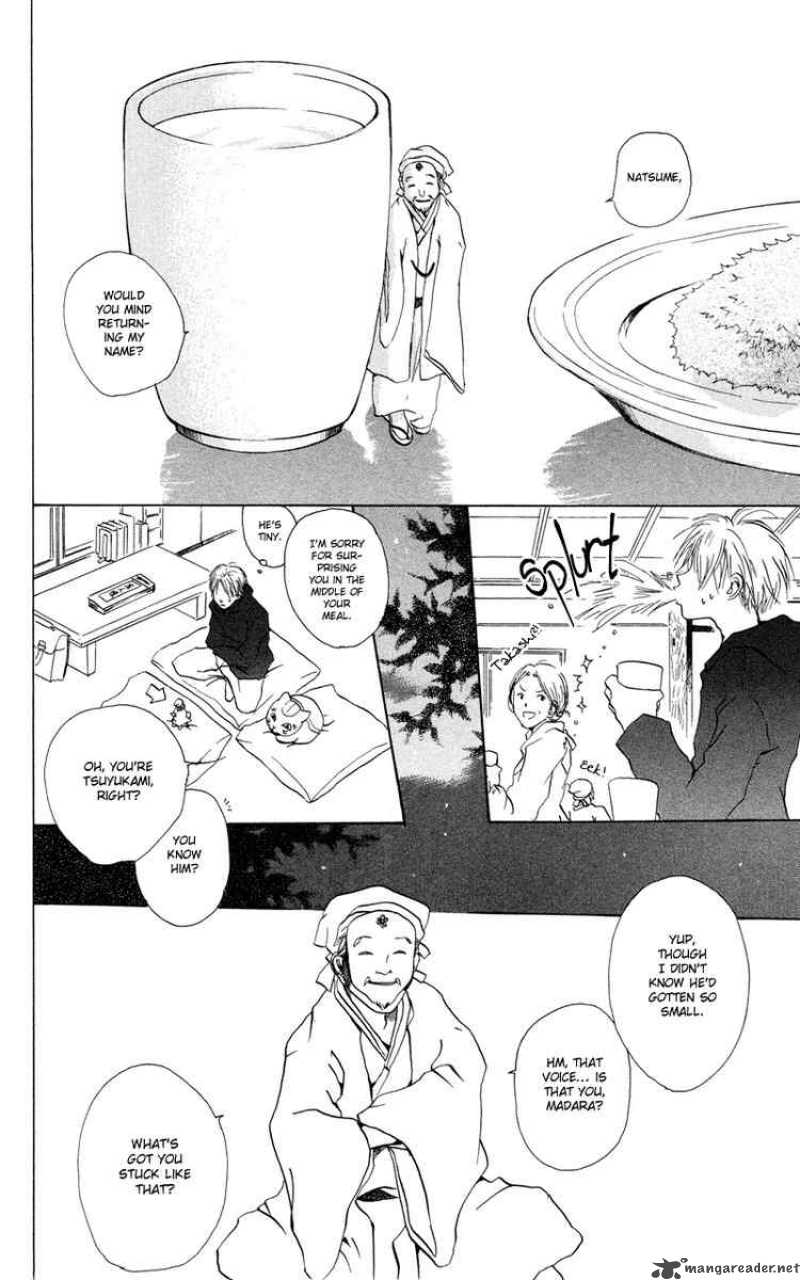 NATSUME,
WOULD
YOU MIND
RETURN-
ING MY
NAME?
Splurt
Takashi
Eek!
I'M SORRY
FOR SUR-
PRISING
YOU IN THE
MIDDLE OF
YOUR
MEAL.
HE'S
TINY.
OH, YOU'RE
TSUYUKAMI,
RIGHT?
YOU
KNOW
HIM?
YUP,
THOUGH
I DIDN'T
KNOW HE'D
GOTTEN SO
SMALL.
HM, THAT
VOICE... IS
THAT YOU,
MADARA?
WHAT'S
GOT YOU
STUCK LIKE
THAT?
mangareader.net